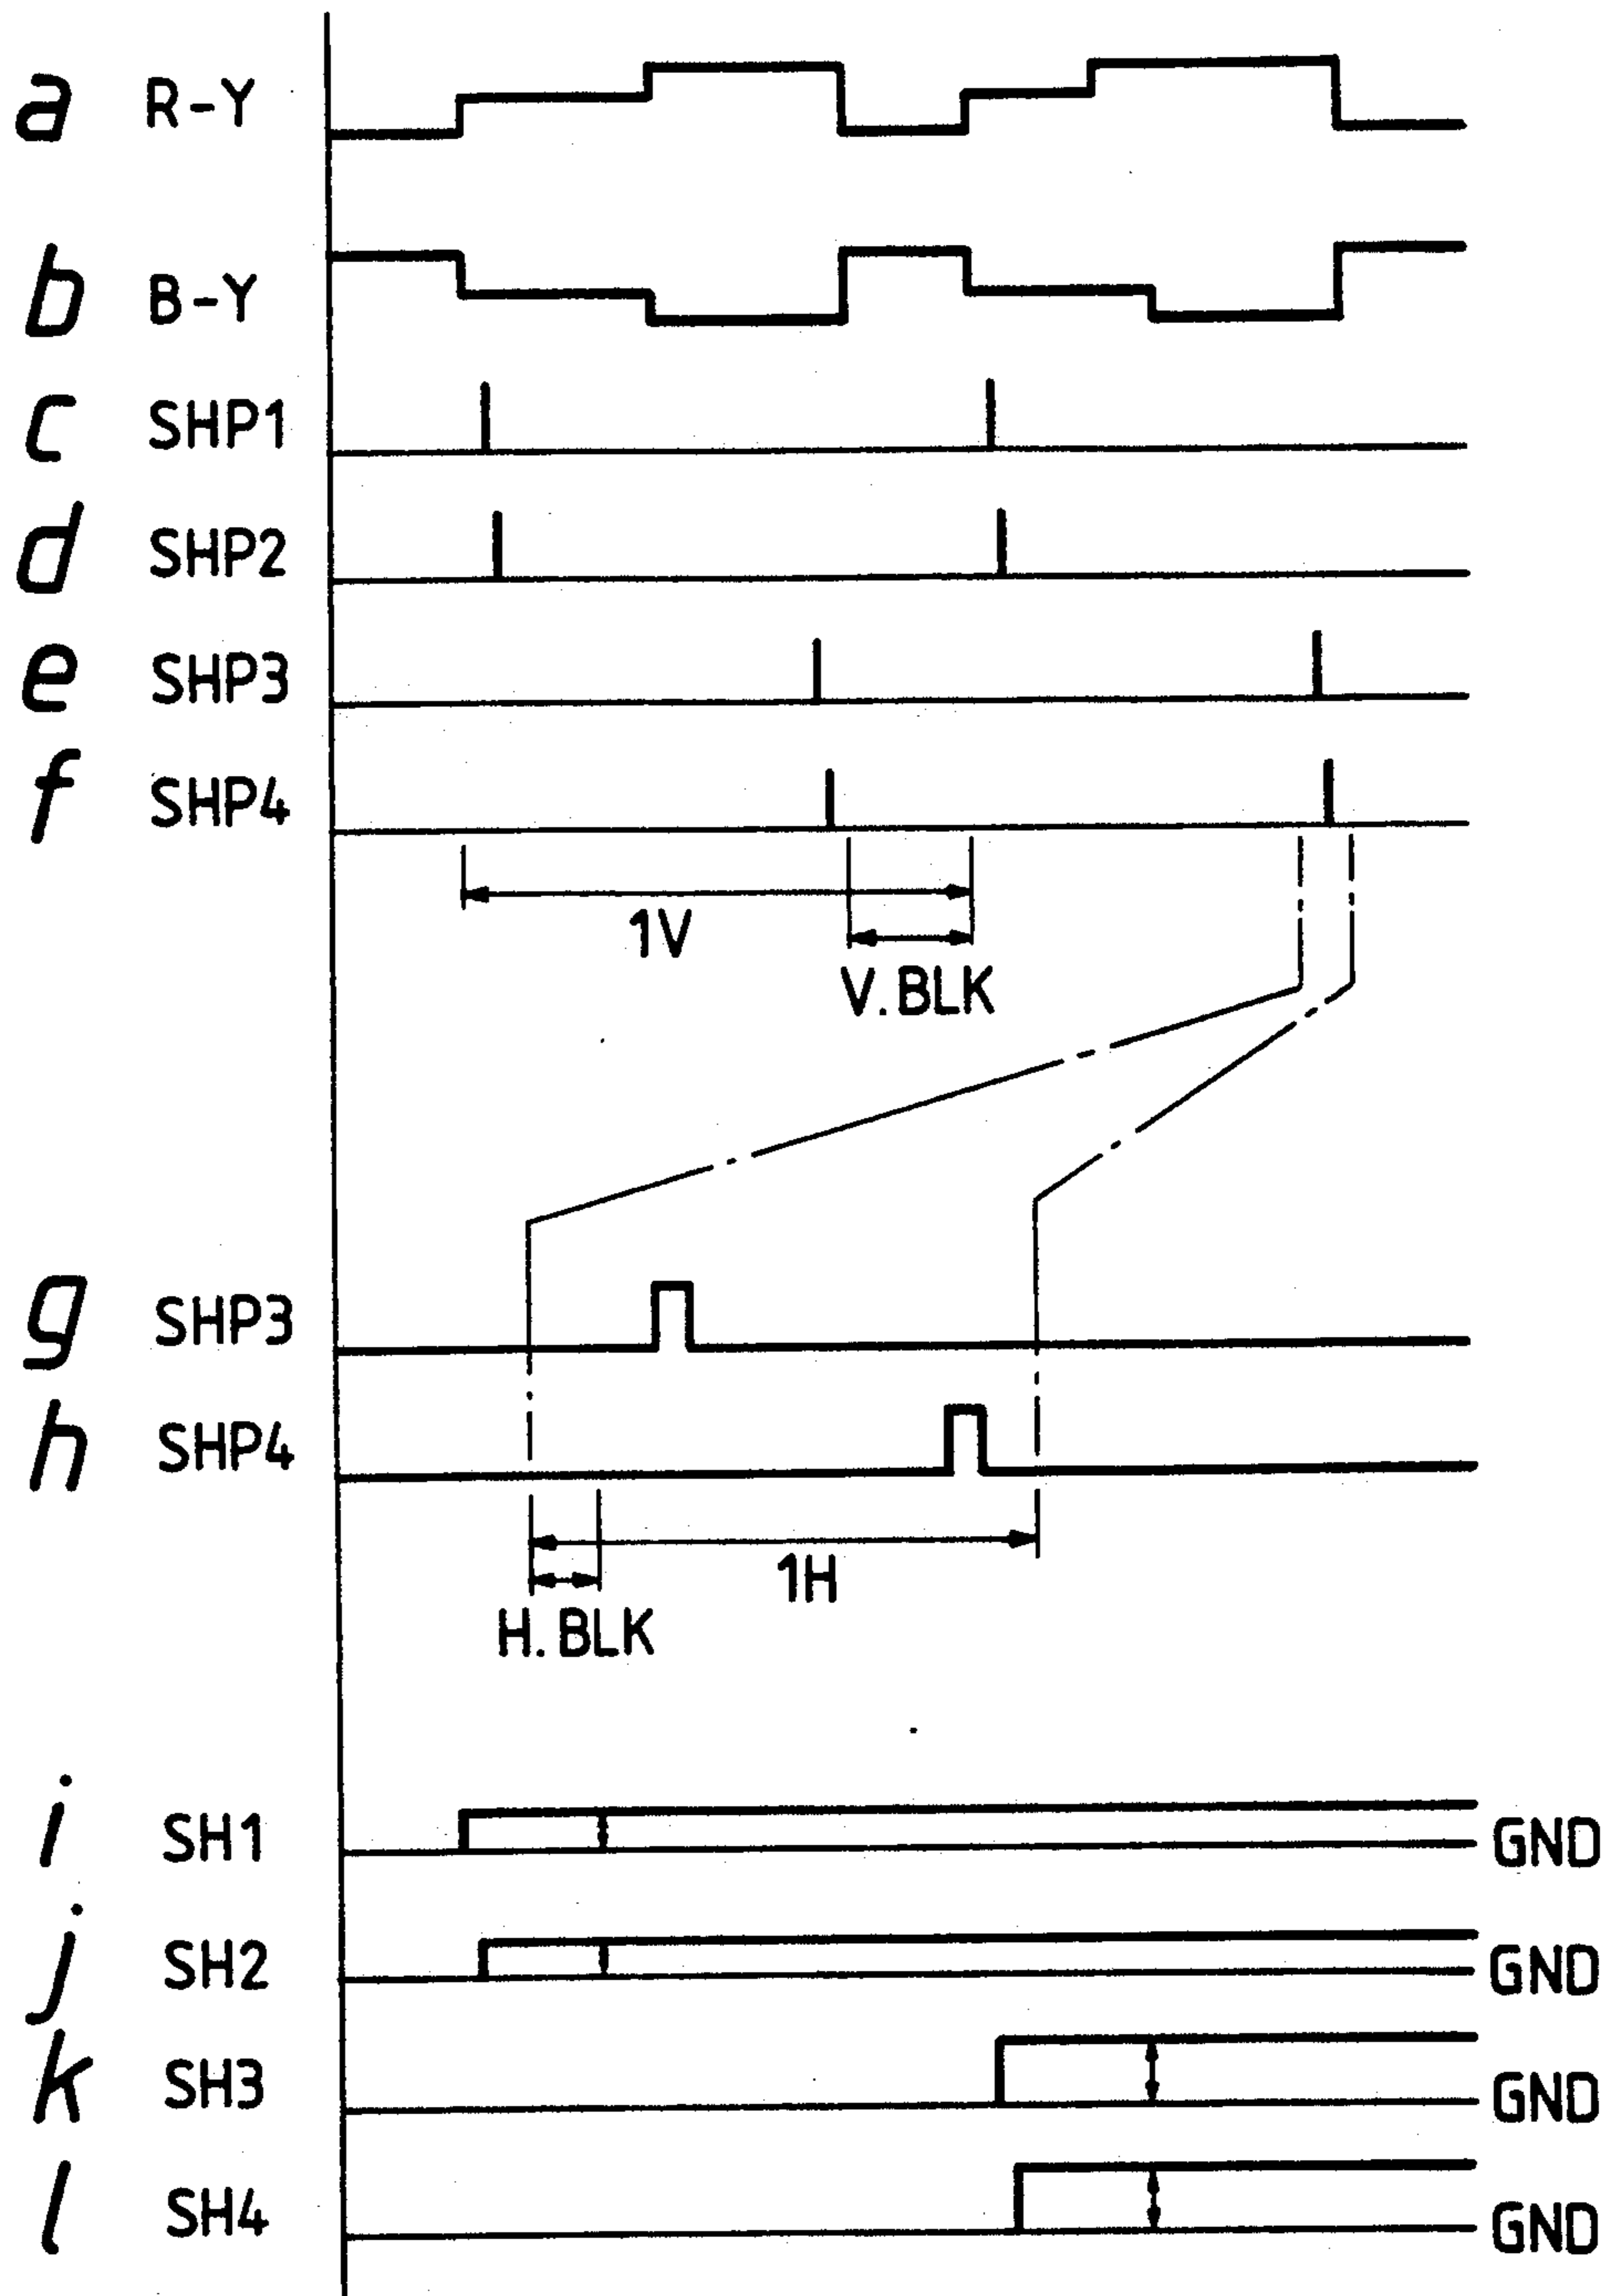 a R-Y
b B-Y
c SHP1
d SHP2
e SHP3
f SHP4
1V
V.BLK
g SHP3
h SHP4
1H
H.BLK
i SH1 GND
j SH2 GND
k SH3 GND
l SH4 GND